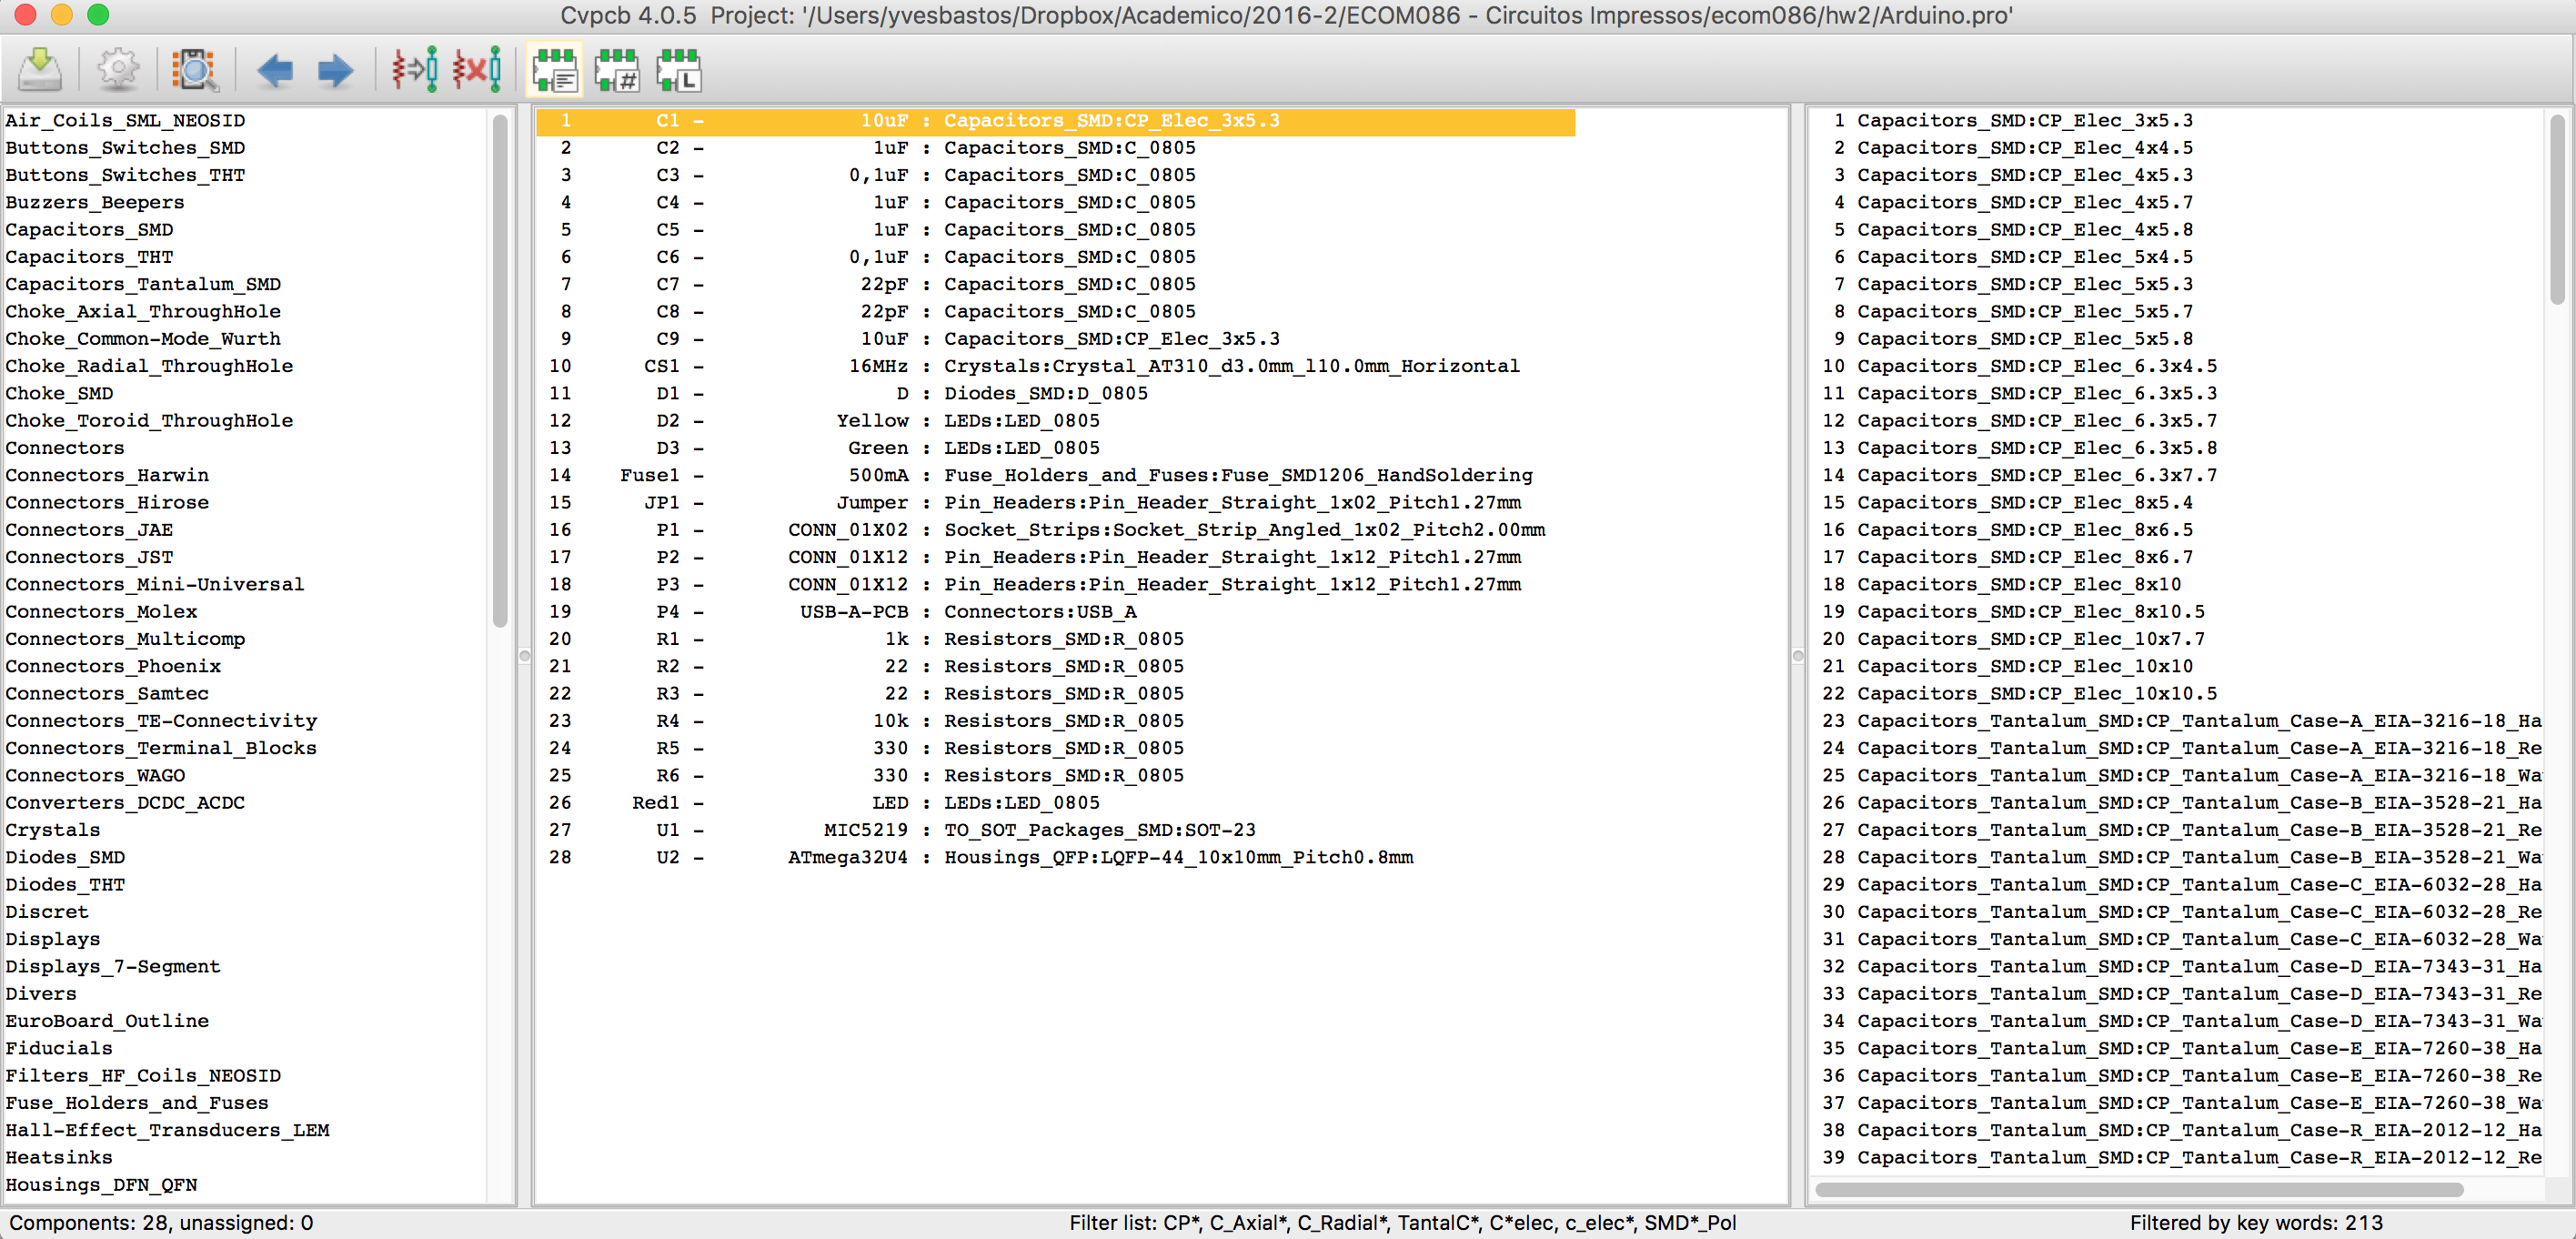 Cvpcb 4.0.5  Project: '/Users/yvesbastos/Dropbox/Academico/2016-2/ECOM086 - Circuitos Impressos/ecom086/hw2/Arduino.pro'
Air_Coils_SML_NEOSID
Buttons_Switches_SMD
Buttons_Switches_THT
Buzzers_Beepers
Capacitors_SMD
Capacitors_THT
Capacitors_Tantalum_SMD
Choke_Axial_ThroughHole
Choke_Common-Mode_Wurth
Choke_Radial_ThroughHole
Choke_SMD
Choke_Toroid_ThroughHole
Connectors
Connectors_Harwin
Connectors_Hirose
Connectors_JAE
Connectors_JST
Connectors_Mini-Universal
Connectors_Molex
Connectors_Multicomp
Connectors_Phoenix
Connectors_Samtec
Connectors_TE-Connectivity
Connectors_Terminal_Blocks
Connectors_WAGO
Converters_DCDC_ACDC
Crystals
Diodes_SMD
Diodes_THT
Discret
Displays
Displays_7-Segment
Divers
EuroBoard_Outline
Fiducials
Filters_HF_Coils_NEOSID
Fuse_Holders_and_Fuses
Hall-Effect_Transducers_LEM
Heatsinks
Housings_DFN_QFN
1 C1 - 10uF : Capacitors_SMD:CP_Elec_3x5.3
2 C2 - 1uF : Capacitors_SMD:C_0805
3 C3 - 0,1uF : Capacitors_SMD:C_0805
4 C4 - 1uF : Capacitors_SMD:C_0805
5 C5 - 1uF : Capacitors_SMD:C_0805
6 C6 - 0,1uF : Capacitors_SMD:C_0805
7 C7 - 22pF : Capacitors_SMD:C_0805
8 C8 - 22pF : Capacitors_SMD:C_0805
9 C9 - 10uF : Capacitors_SMD:CP_Elec_3x5.3
10 CS1 - 16MHz : Crystals:Crystal_AT310_d3.0mm_l10.0mm_Horizontal
11 D1 - D : Diodes_SMD:D_0805
12 D2 - Yellow : LEDs:LED_0805
13 D3 - Green : LEDs:LED_0805
14 Fuse1 - 500mA : Fuse_Holders_and_Fuses:Fuse_SMD1206_HandSoldering
15 JP1 - Jumper : Pin_Headers:Pin_Header_Straight_1x02_Pitch1.27mm
16 P1 - CONN_01X02 : Socket_Strips:Socket_Strip_Angled_1x02_Pitch2.00mm
17 P2 - CONN_01X12 : Pin_Headers:Pin_Header_Straight_1x12_Pitch1.27mm
18 P3 - CONN_01X12 : Pin_Headers:Pin_Header_Straight_1x12_Pitch1.27mm
19 P4 - USB-A-PCB : Connectors:USB_A
20 R1 - 1k : Resistors_SMD:R_0805
21 R2 - 22 : Resistors_SMD:R_0805
22 R3 - 22 : Resistors_SMD:R_0805
23 R4 - 10k : Resistors_SMD:R_0805
24 R5 - 330 : Resistors_SMD:R_0805
25 R6 - 330 : Resistors_SMD:R_0805
26 Red1 - LED : LEDs:LED_0805
27 U1 - MIC5219 : TO_SOT_Packages_SMD:SOT-23
28 U2 - ATmega32U4 : Housings_QFP:LQFP-44_10x10mm_Pitch0.8mm
1 Capacitors_SMD:CP_Elec_3x5.3
2 Capacitors_SMD:CP_Elec_4x4.5
3 Capacitors_SMD:CP_Elec_4x5.3
4 Capacitors_SMD:CP_Elec_4x5.7
5 Capacitors_SMD:CP_Elec_4x5.8
6 Capacitors_SMD:CP_Elec_5x4.5
7 Capacitors_SMD:CP_Elec_5x5.3
8 Capacitors_SMD:CP_Elec_5x5.7
9 Capacitors_SMD:CP_Elec_5x5.8
10 Capacitors_SMD:CP_Elec_6.3x4.5
11 Capacitors_SMD:CP_Elec_6.3x5.3
12 Capacitors_SMD:CP_Elec_6.3x5.7
13 Capacitors_SMD:CP_Elec_6.3x5.8
14 Capacitors_SMD:CP_Elec_6.3x7.7
15 Capacitors_SMD:CP_Elec_8x5.4
16 Capacitors_SMD:CP_Elec_8x6.5
17 Capacitors_SMD:CP_Elec_8x6.7
18 Capacitors_SMD:CP_Elec_8x10
19 Capacitors_SMD:CP_Elec_8x10.5
20 Capacitors_SMD:CP_Elec_10x7.7
21 Capacitors_SMD:CP_Elec_10x10
22 Capacitors_SMD:CP_Elec_10x10.5
23 Capacitors_Tantalum_SMD:CP_Tantalum_Case-A_EIA-3216-18_Ha
24 Capacitors_Tantalum_SMD:CP_Tantalum_Case-A_EIA-3216-18_Re
25 Capacitors_Tantalum_SMD:CP_Tantalum_Case-A_EIA-3216-18_Wa
26 Capacitors_Tantalum_SMD:CP_Tantalum_Case-B_EIA-3528-21_Ha
27 Capacitors_Tantalum_SMD:CP_Tantalum_Case-B_EIA-3528-21_Re
28 Capacitors_Tantalum_SMD:CP_Tantalum_Case-B_EIA-3528-21_Wa
29 Capacitors_Tantalum_SMD:CP_Tantalum_Case-C_EIA-6032-28_Ha
30 Capacitors_Tantalum_SMD:CP_Tantalum_Case-C_EIA-6032-28_Re
31 Capacitors_Tantalum_SMD:CP_Tantalum_Case-C_EIA-6032-28_Wa
32 Capacitors_Tantalum_SMD:CP_Tantalum_Case-D_EIA-7343-31_Ha
33 Capacitors_Tantalum_SMD:CP_Tantalum_Case-D_EIA-7343-31_Re
34 Capacitors_Tantalum_SMD:CP_Tantalum_Case-D_EIA-7343-31_Wa
35 Capacitors_Tantalum_SMD:CP_Tantalum_Case-E_EIA-7260-38_Ha
36 Capacitors_Tantalum_SMD:CP_Tantalum_Case-E_EIA-7260-38_Re
37 Capacitors_Tantalum_SMD:CP_Tantalum_Case-E_EIA-7260-38_Wa
38 Capacitors_Tantalum_SMD:CP_Tantalum_Case-R_EIA-2012-12_Ha
39 Capacitors_Tantalum_SMD:CP_Tantalum_Case-R_EIA-2012-12_Re
Components: 28, unassigned: 0
Filter list: CP*, C_Axial*, C_Radial*, TantalC*, C*elec, c_elec*, SMD*_Pol
Filtered by key words: 213